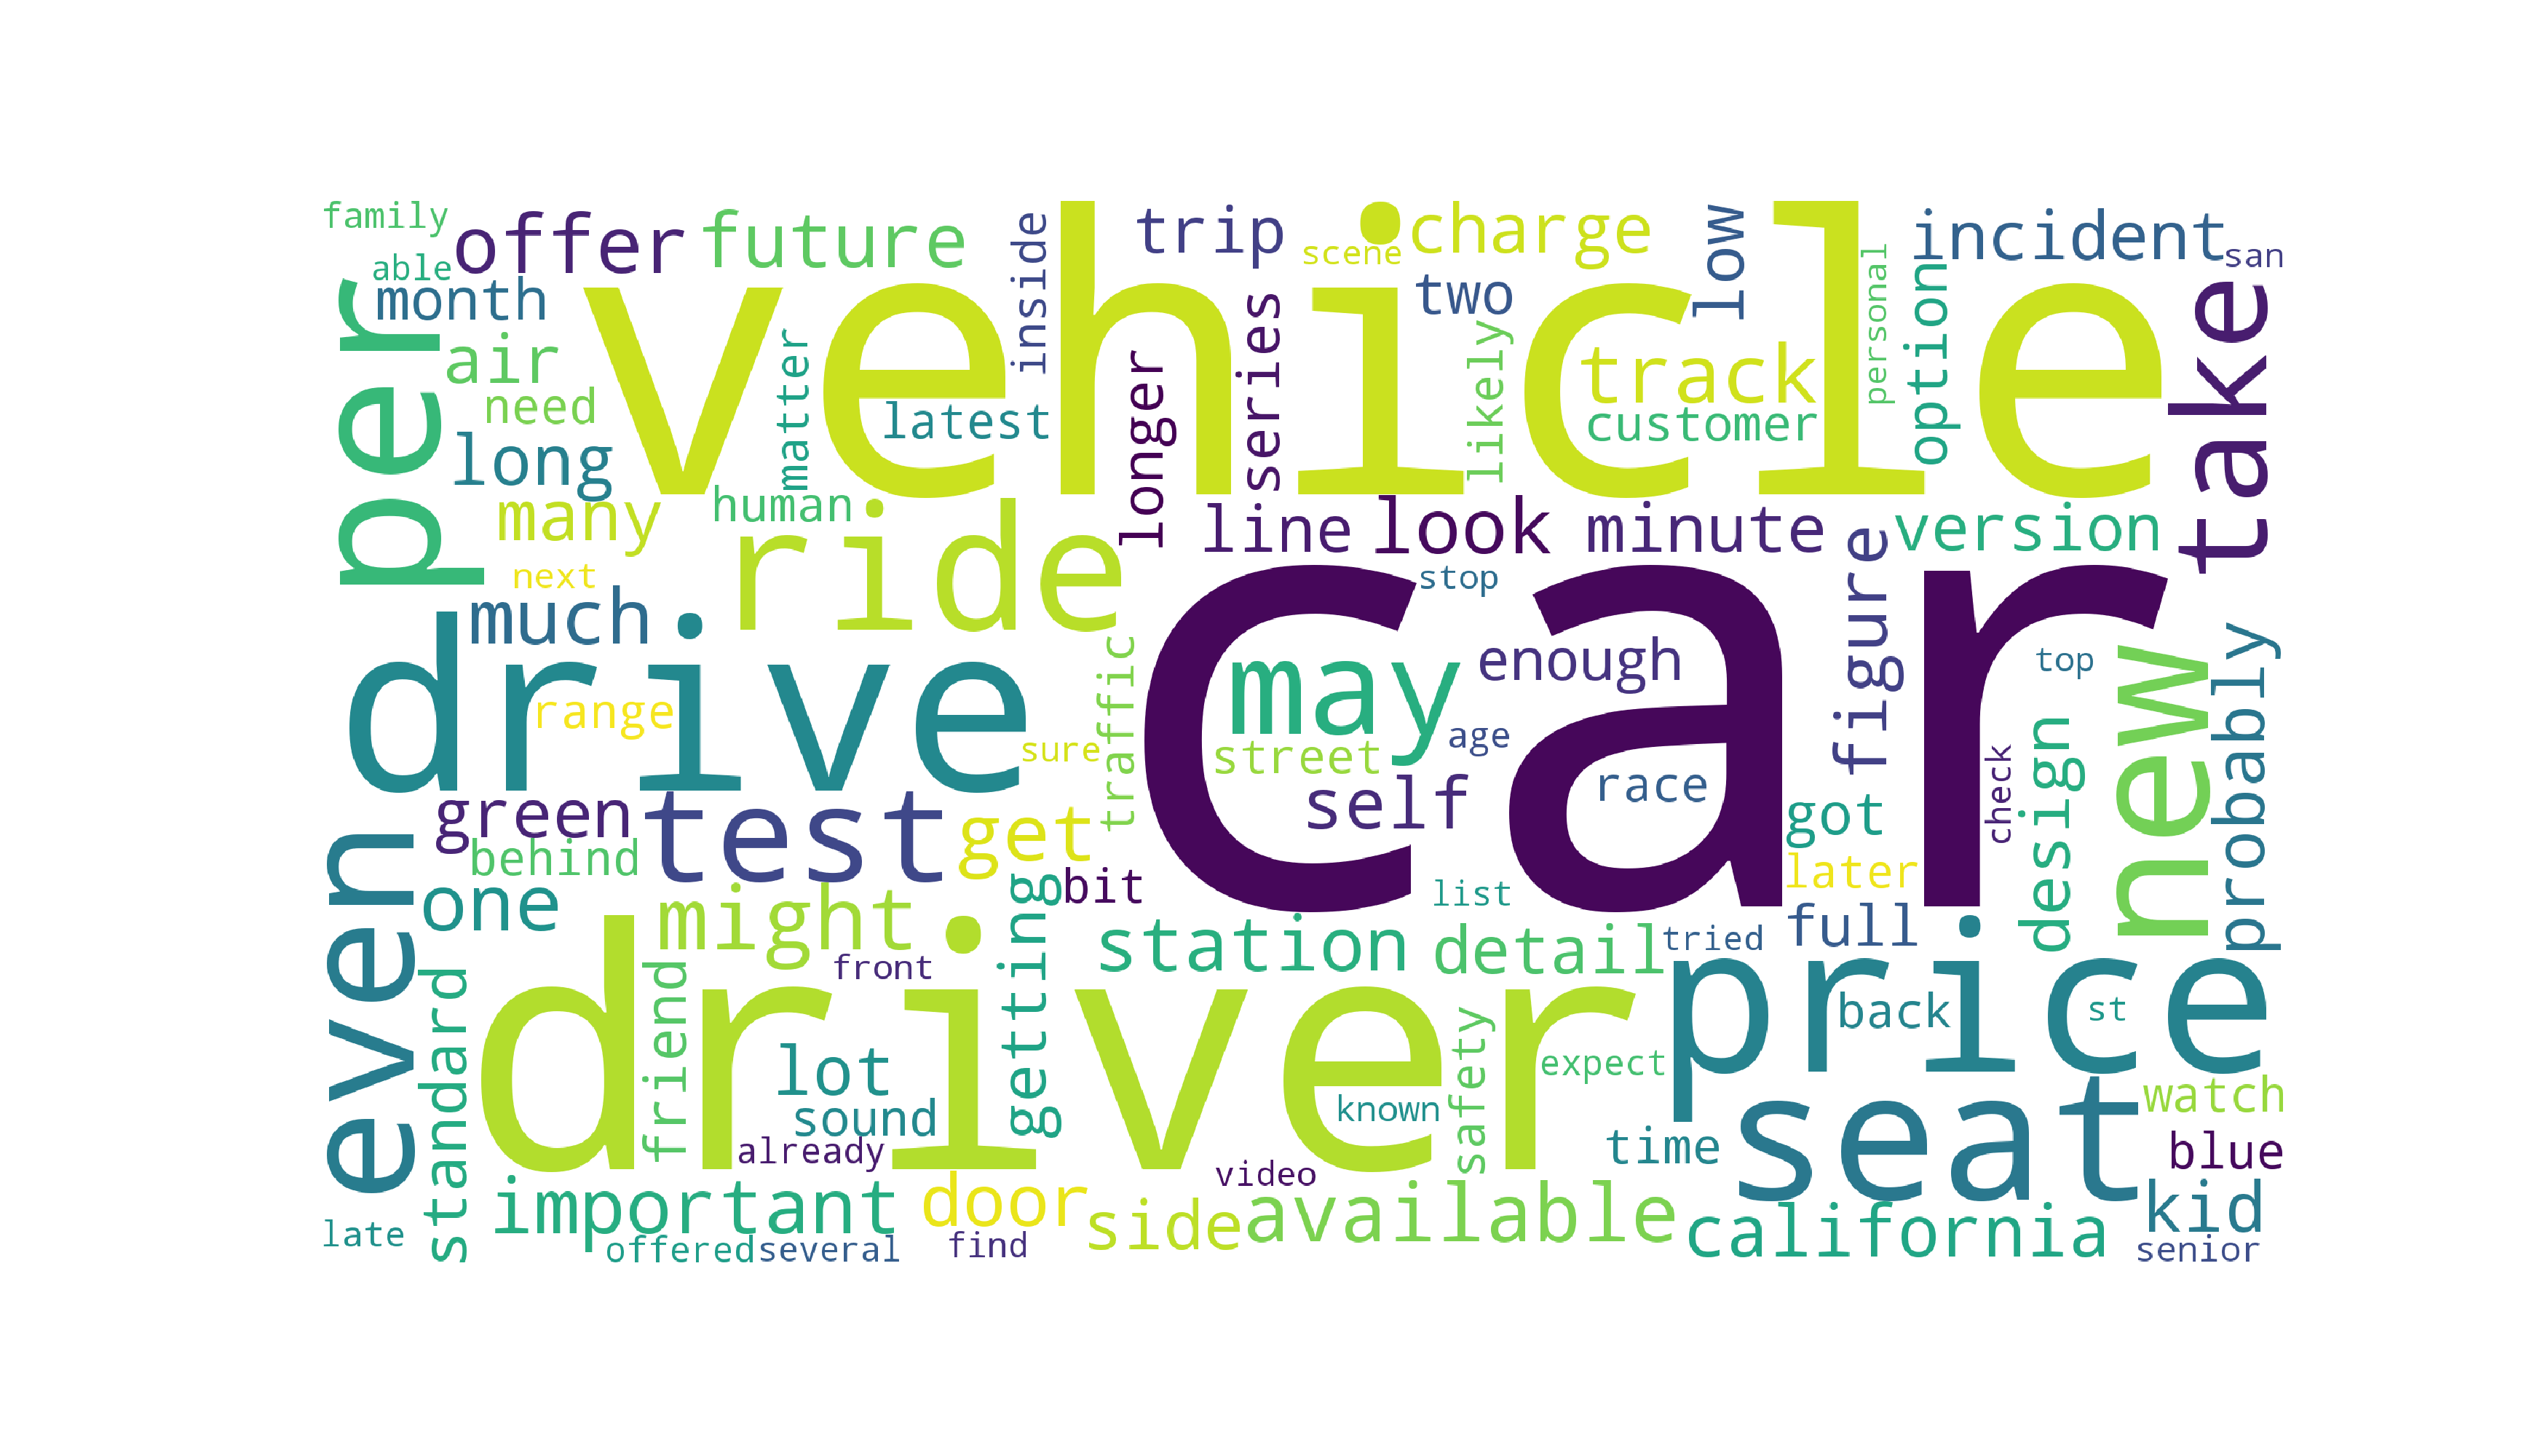 family
offer
future
inside
trip
scene
charge
low
personal
incident
san
able
month
two
option
take
per
air
need
matter
latest
longer
series
likely
track
customer
long
vehicle
many
human
ride
line
look
minute
figure
version
next
much
stop
car
drive
range
sure
traffic
may
enough
street
age
self
race
top
new
probably
design
check
green
behind
test
get
got
later
bit
list
even
one
might
front
getting
station
detail
tried
full
standard
friend
driver
price
back
st
lot
sound
already
known
safety
expect
time
seat
watch
blue
late
important
offered
several
door
find
side
video
available
california
kid
senior